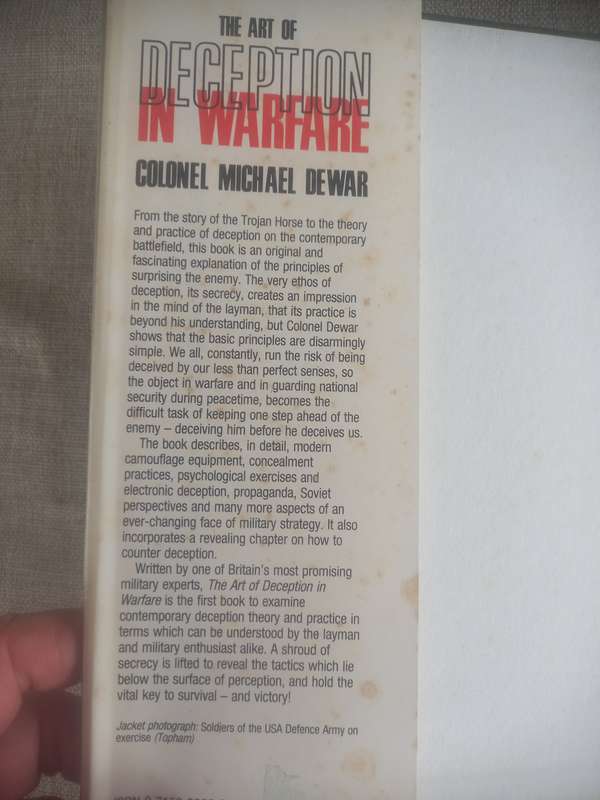 THE ART OF
DECEPTION
IN WARFARE
COLONEL MICHAEL DEWAR
From the story of the Trojan Horse to the theory
and practice of deception on the contemporary
battlefield, this book is an original and
fascinating explanation of the principles of
surprising the enemy. The very ethos of
deception, its secrecy, creates an impression
in the mind of the layman, that its practice is
beyond his understanding, but Colonel Dewar
shows that the basic principles are disarmingly
simple. We all, constantly, run the risk of being
deceived by our less than perfect senses, so
the object in warfare and in guarding national
security during peacetime, becomes the
difficult task of keeping one step ahead of the
enemy – deceiving him before he deceives us.
The book describes, in detail, modern
camouflage equipment, concealment
practices, psychological exercises and
electronic deception, propaganda, Soviet
perspectives and many more aspects of an
ever-changing face of military strategy. It also
incorporates a revealing chapter on how to
counter deception.
Written by one of Britain's most promising
military experts, The Art of Deception in
Warfare is the first book to examine
contemporary deception theory and practice in
terms which can be understood by the layman
and military enthusiast alike. A shroud of
secrecy is lifted to reveal the tactics which lie
below the surface of perception, and hold the
vital key to survival – and victory!
Jacket photograph: Soldiers of the USA Defence Army on
exercise (Topham)